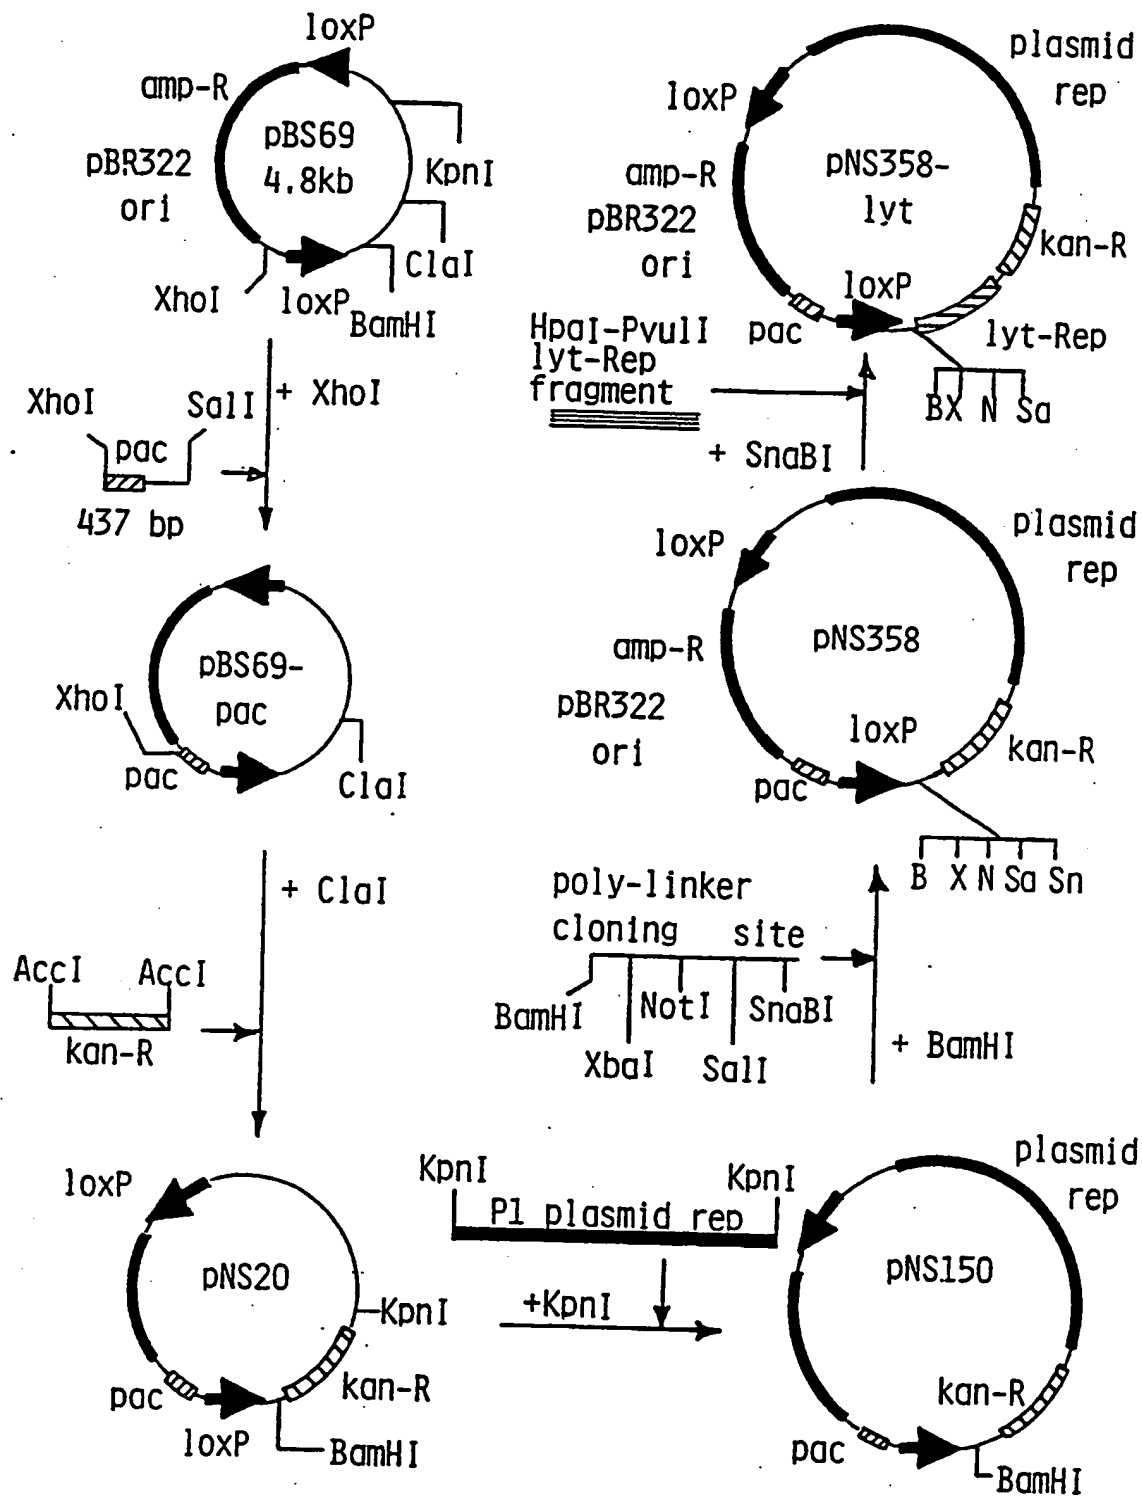 loxP
amp-R
pBS69
4.8kb
pBR322
ori
KpnI
ClaI
XhoI
loxP
BamHI
+ XhoI
XhoI
SalI
pac
437 bp
pBS69-
pac
XhoI
pac
ClaI
+ ClaI
AccI
AccI
kan-R
loxP
pNS20
KpnI
pac
kan-R
loxP
BamHI
KpnI
KpnI
P1 plasmid rep
+KpnI
plasmid
rep
pNS150
kan-R
pac
BamHI
poly-linker
cloning site
BamHI
XbaI
NotI
SalI
SnaBI
+ BamHI
plasmid
rep
loxP
pNS358
amp-R
pBR322
ori
loxP
kan-R
pac
B X N Sa Sn
HpaI-PvuII
lyt-Rep
fragment
+ SnaBI
plasmid
rep
loxP
pNS358-
lyt
amp-R
pBR322
ori
kan-R
loxP
pac
lyt-Rep
BX N Sa